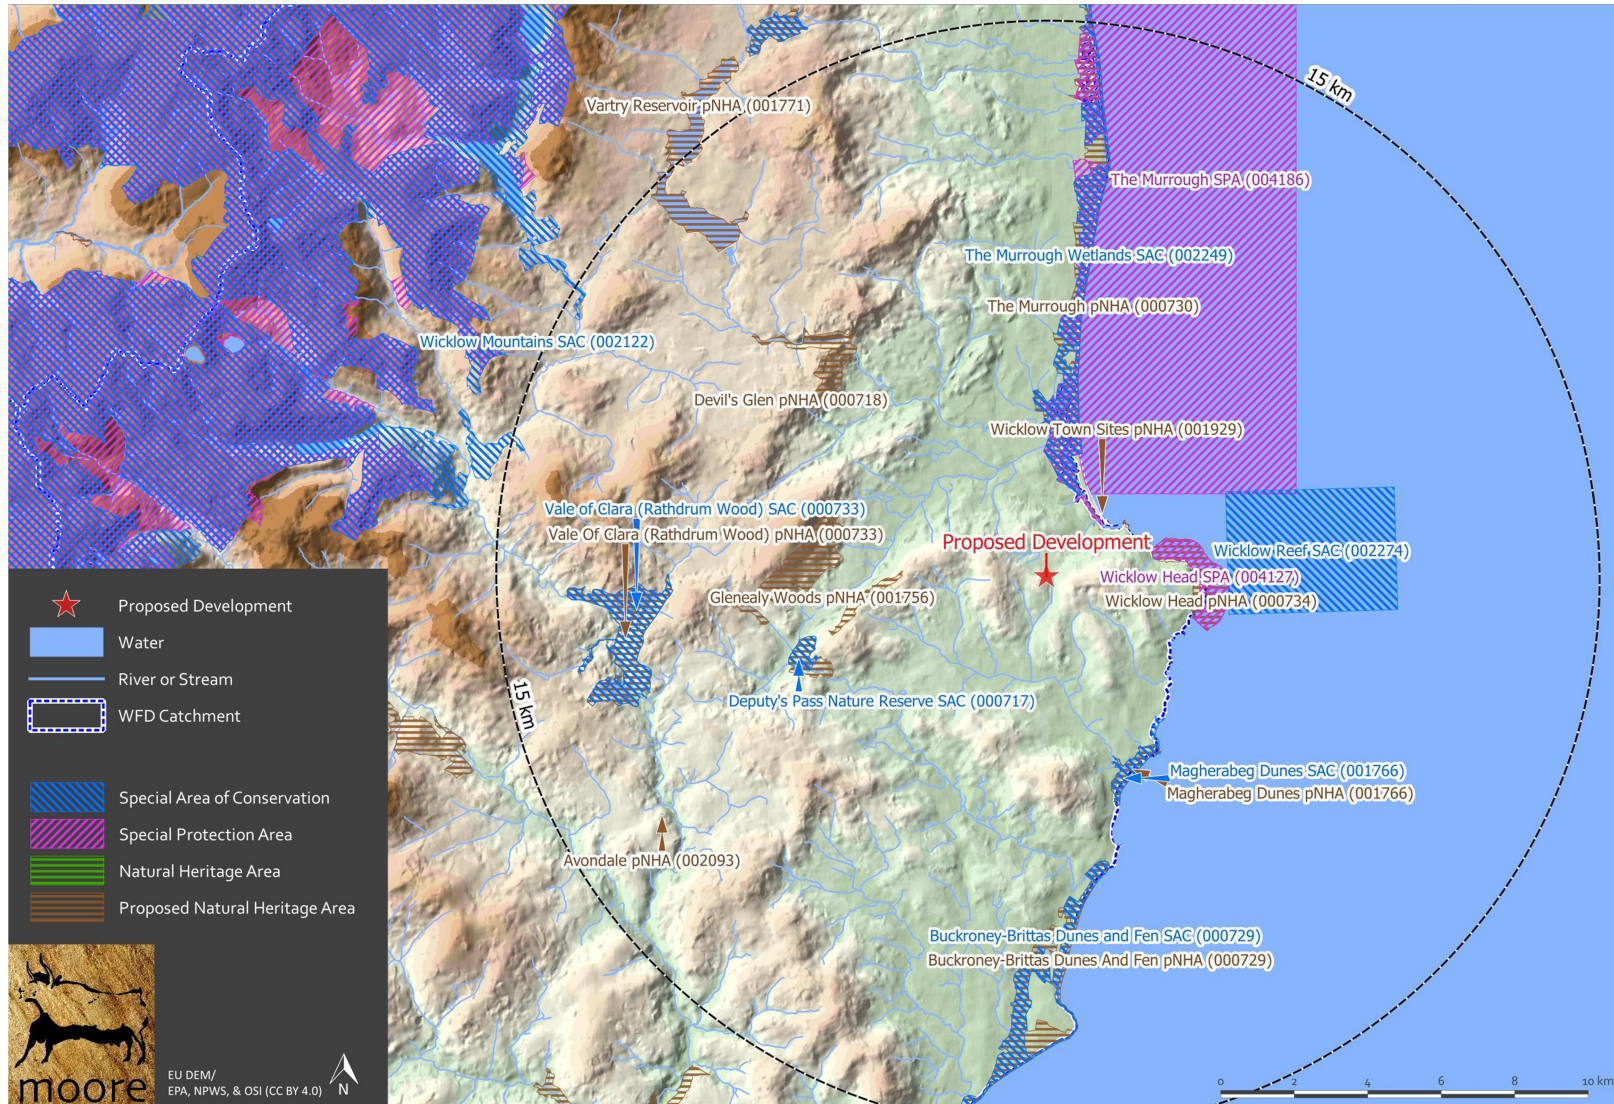 15 km
Vartry Reservoir pNHA (001771)
The Murrough SPA (004186)
The Murrough Wetlands SAC (002249)
The Murrough pNHA (000730)
Wicklow Mountains SAC (002122)
Devil's Glen pNHA (000718)
Wicklow Town Sites pNHA (001929)
Vale of Clara (Rathdrum Wood) SAC (000733)
Vale Of Clara (Rathdrum Wood) pNHA (000733)
Proposed Development
Wicklow Reef SAC (002274)
Wicklow Head SPA (004127)
Glenealy Woods pNHA (001756)
Wicklow Head pNHA (000734)
15 km
Deputy's Pass Nature Reserve SAC (000717)
Magherabeg Dunes SAC (001766)
Magherabeg Dunes pNHA (001766)
Avondale pNHA (002093)
Buckroney-Brittas Dunes and Fen SAC (000729)
Buckroney-Brittas Dunes And Fen pNHA (000729)
Proposed Development
Water
River or Stream
WFD Catchment
Special Area of Conservation
Special Protection Area
Natural Heritage Area
Proposed Natural Heritage Area
moore
EU DEM/
EPA, NPWS, & OSI (CC BY 4.0)
N
0 2 4 6 8 10 km